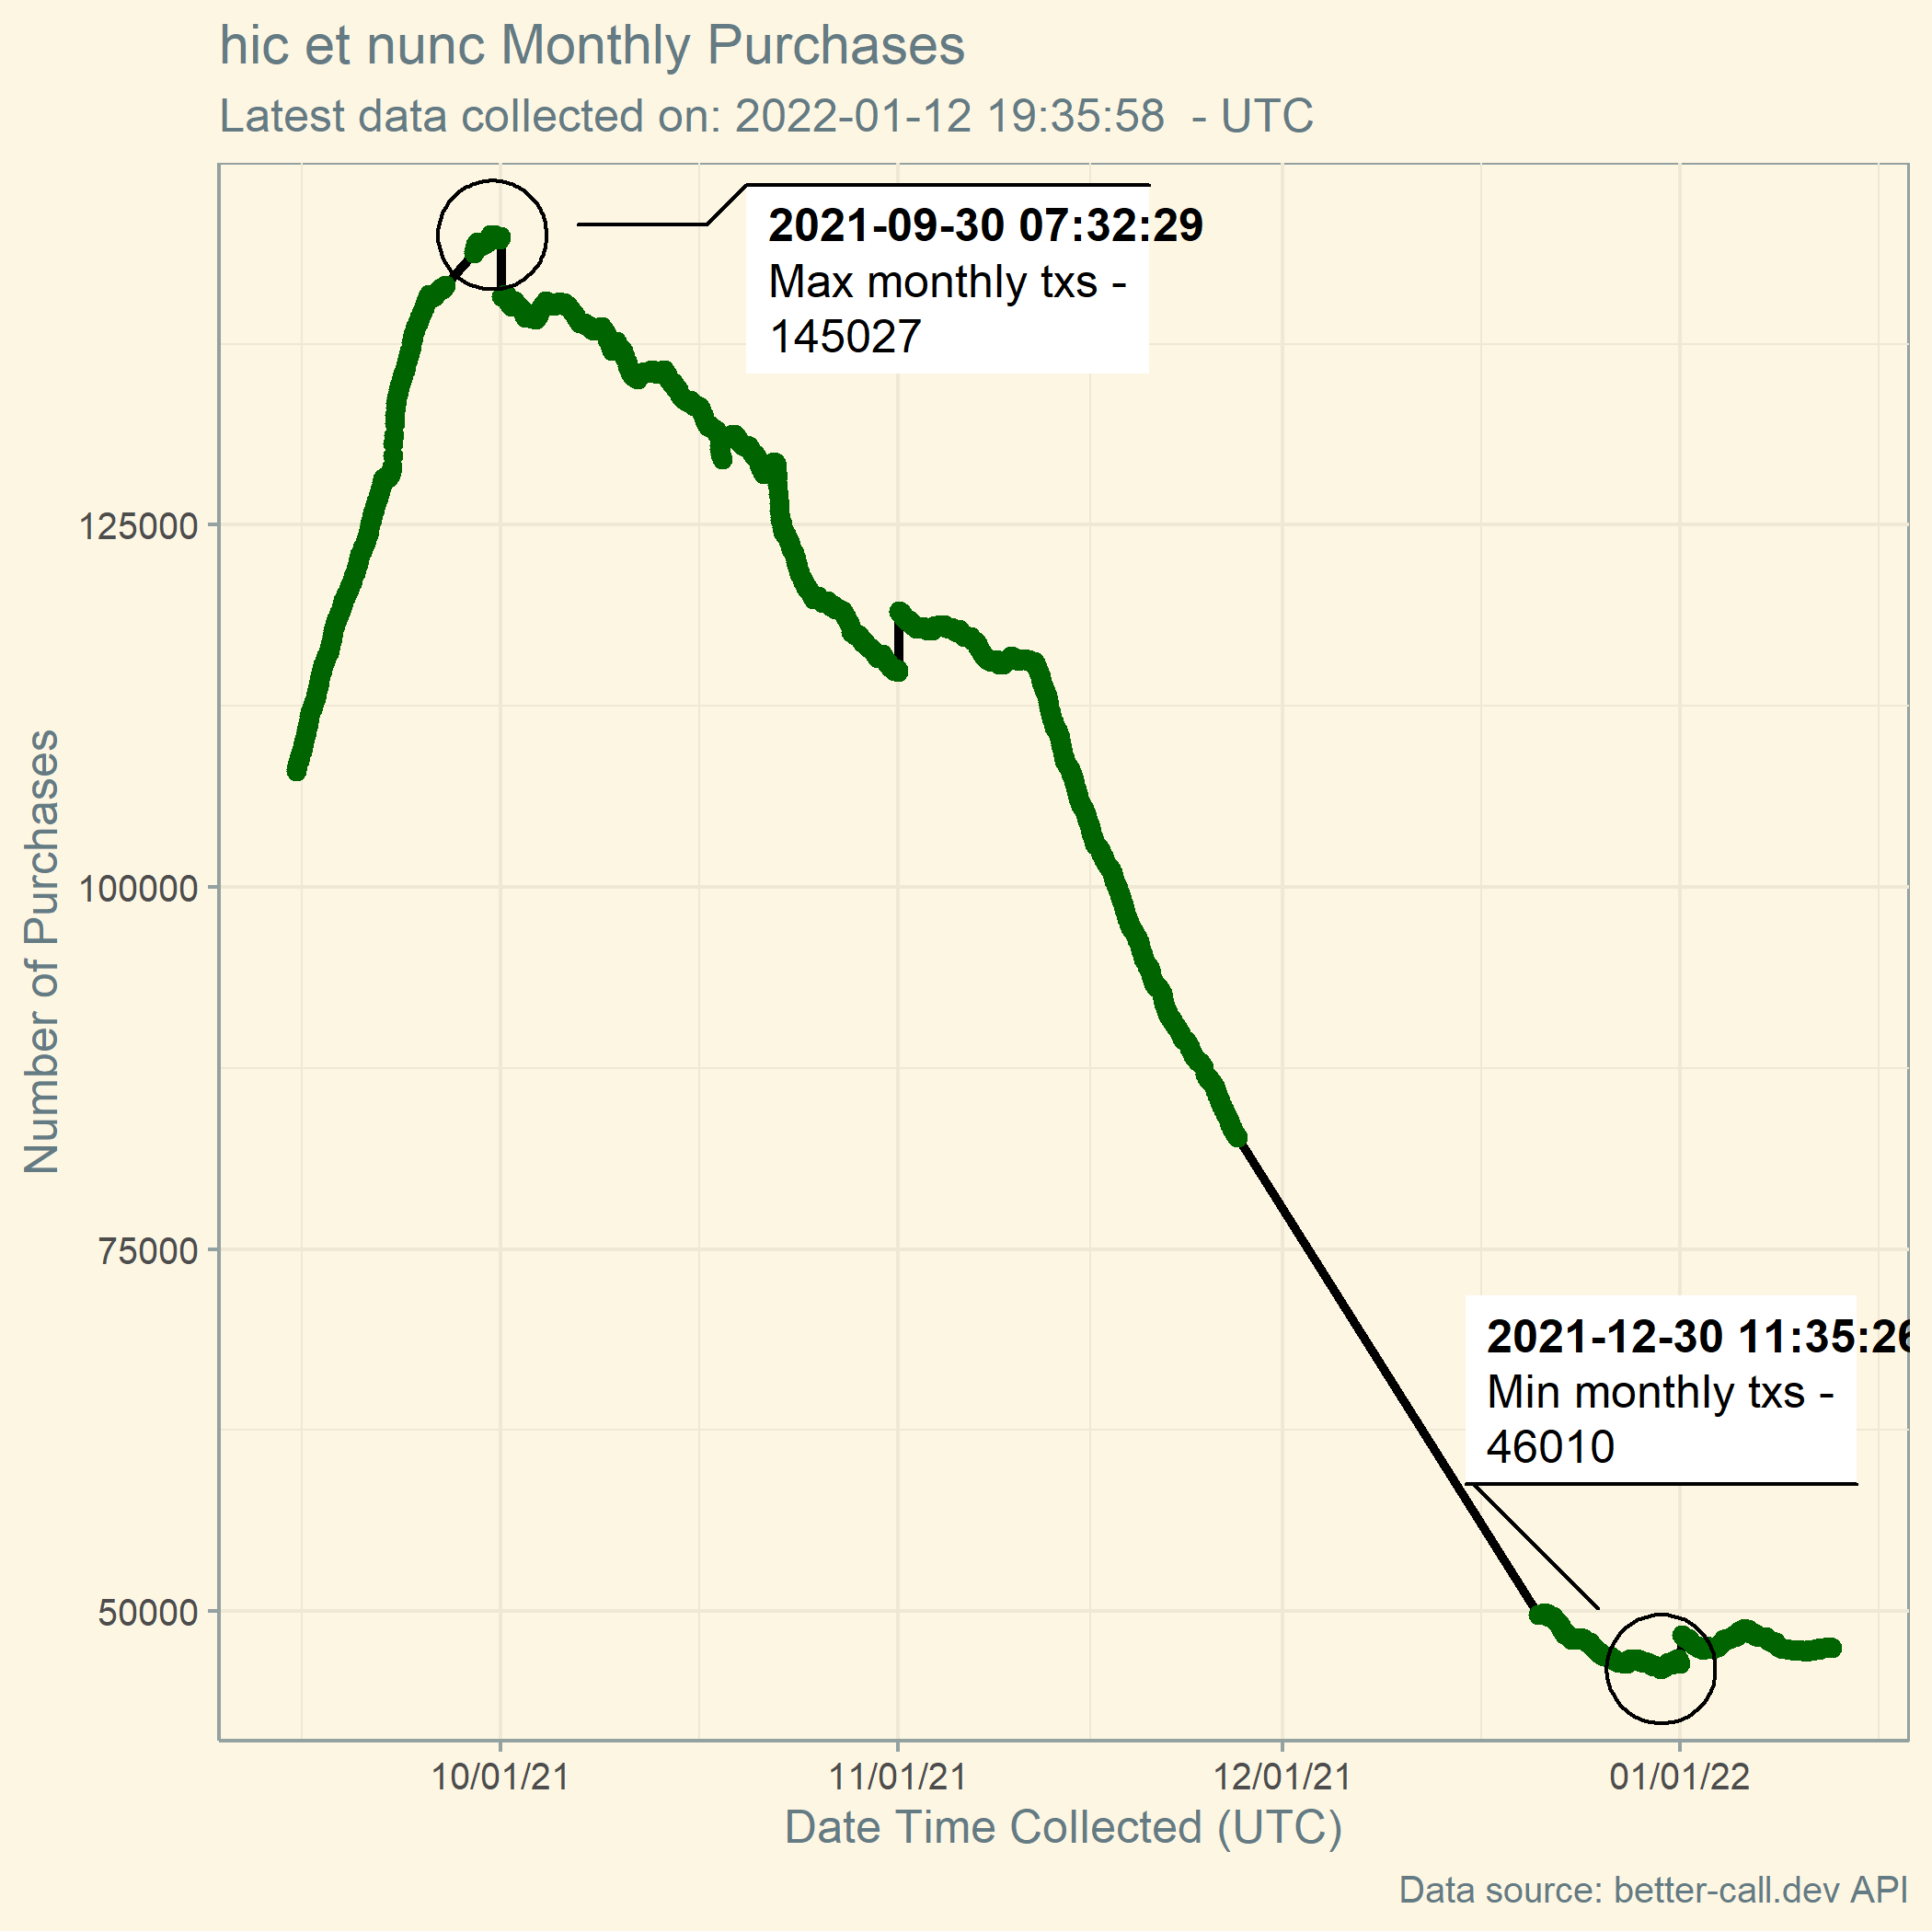 hic et nunc Monthly Purchases
Latest data collected on: 2022-01-12 19:35:58  - UTC
2021-09-30 07:32:29
Max monthly txs -
145027
125000
100000
75000
50000
Number of Purchases
2021-12-30 11:35:26
Min monthly txs -
46010
10/01/21
11/01/21
12/01/21
01/01/22
Date Time Collected (UTC)
Data source: better-call.dev API